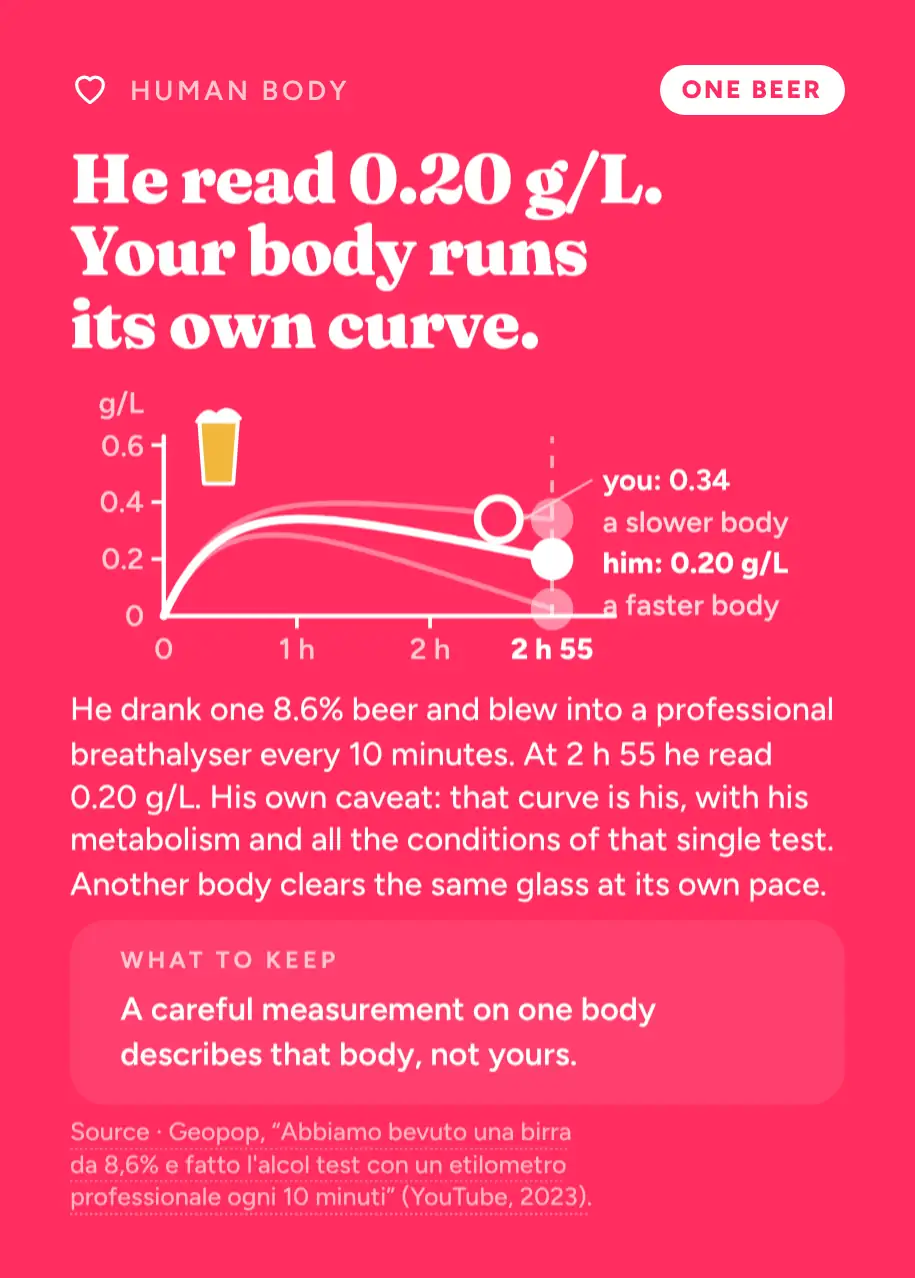 HUMAN BODY
ONE BEER
He read 0.20 g/L.
Your body runs
its own curve.
g/L
0.6
0.4
0.2
0
0
1 h
2 h
2 h 55
you: 0.34
a slower body
him: 0.20 g/L
a faster body
He drank one 8.6% beer and blew into a professional
breathalyser every 10 minutes. At 2 h 55 he read
0.20 g/L. His own caveat: that curve is his, with his
metabolism and all the conditions of that single test.
Another body clears the same glass at its own pace.
WHAT TO KEEP
A careful measurement on one body
describes that body, not yours.
Source · Geopop, “Abbiamo bevuto una birra
da 8,6% e fatto l'alcol test con un etilometro
professionale ogni 10 minuti” (YouTube, 2023).